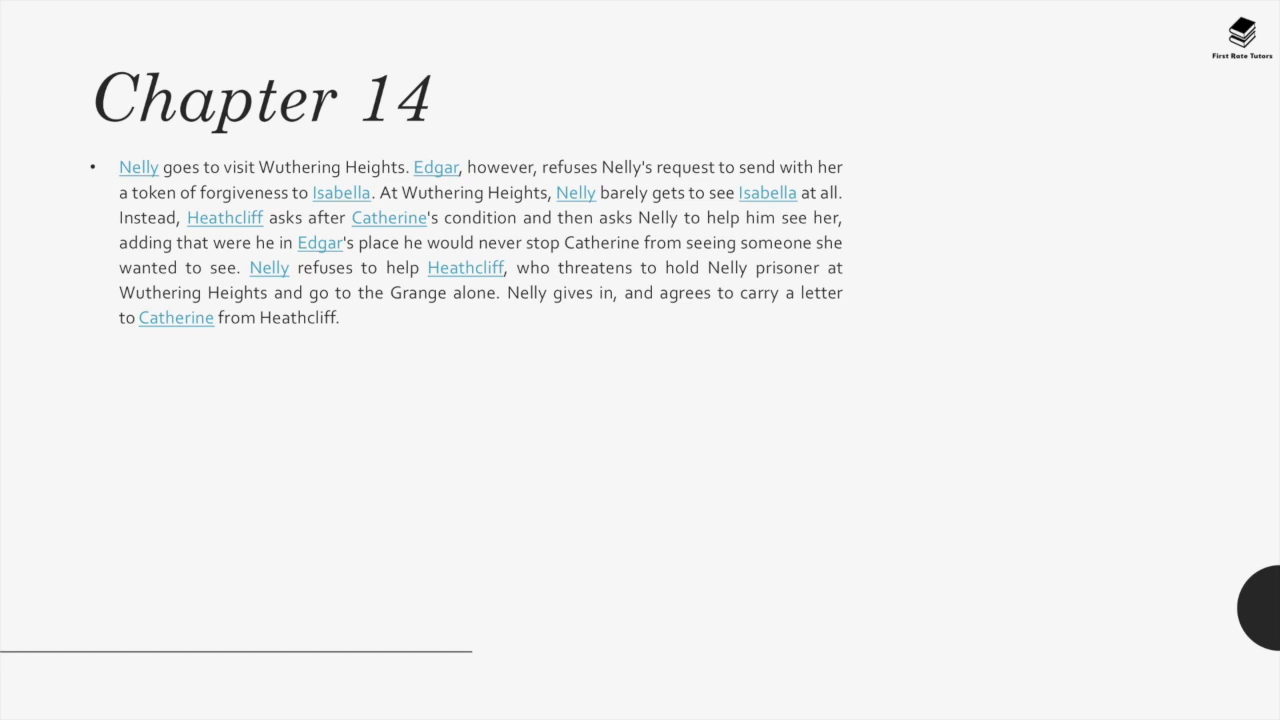 First Rate Tutors
Chapter 14
• Nelly goes to visit Wuthering Heights. Edgar, however, refuses Nelly's request to send with her
a token of forgiveness to Isabella. At Wuthering Heights, Nelly barely gets to see Isabella at all.
Instead, Heathcliff asks after Catherine's condition and then asks Nelly to help him see her,
adding that were he in Edgar's place he would never stop Catherine from seeing someone she
wanted to see. Nelly refuses to help Heathcliff, who threatens to hold Nelly prisoner at
Wuthering Heights and go to the Grange alone. Nelly gives in, and agrees to carry a letter
to Catherine from Heathcliff.